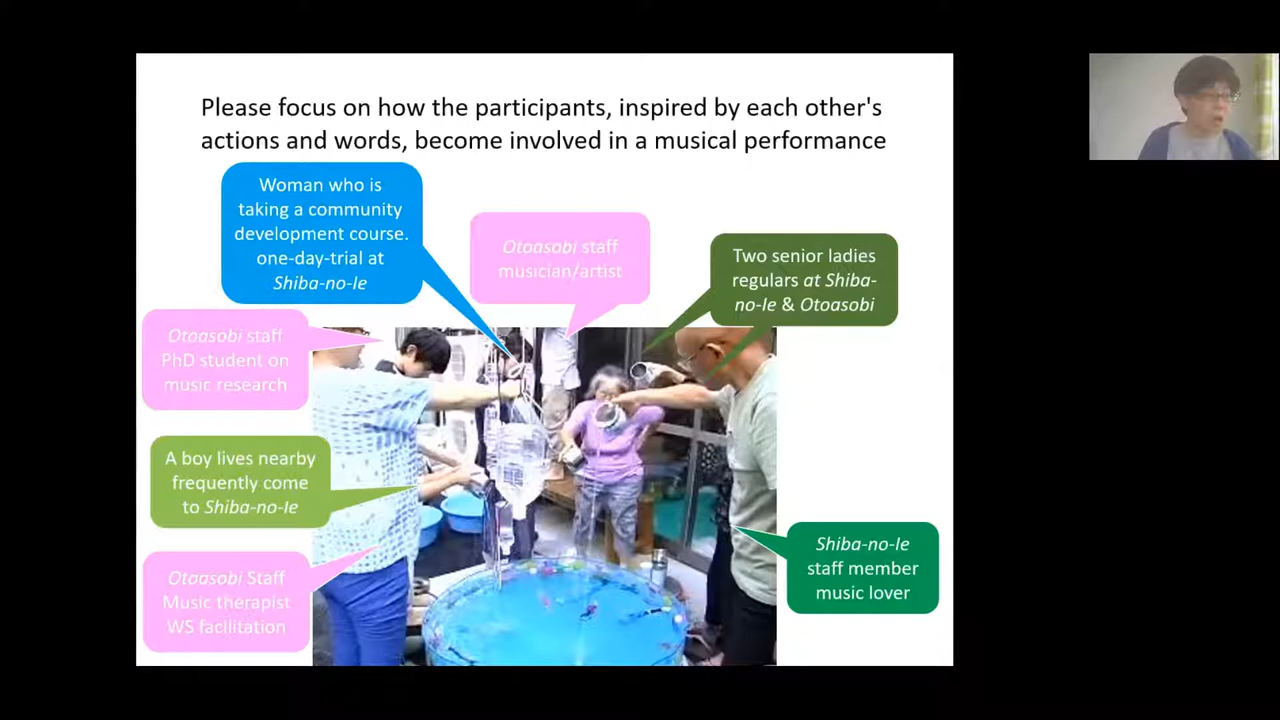 Please focus on how the participants, inspired by each other's
actions and words, become involved in a musical performance
Woman who is
taking a community
development course.
one-day-trial at
Shiba-no-Ie
Otoasobi staff
musician/artist
Two senior ladies
regulars at Shiba-
no-Ie & Otoasobi
Otoasobi staff
PhD student on
music research
A boy lives nearby
frequently come
to Shiba-no-Ie
Otoasobi Staff
Music therapist
WS facilitation
Shiba-no-Ie
staff member
music lover